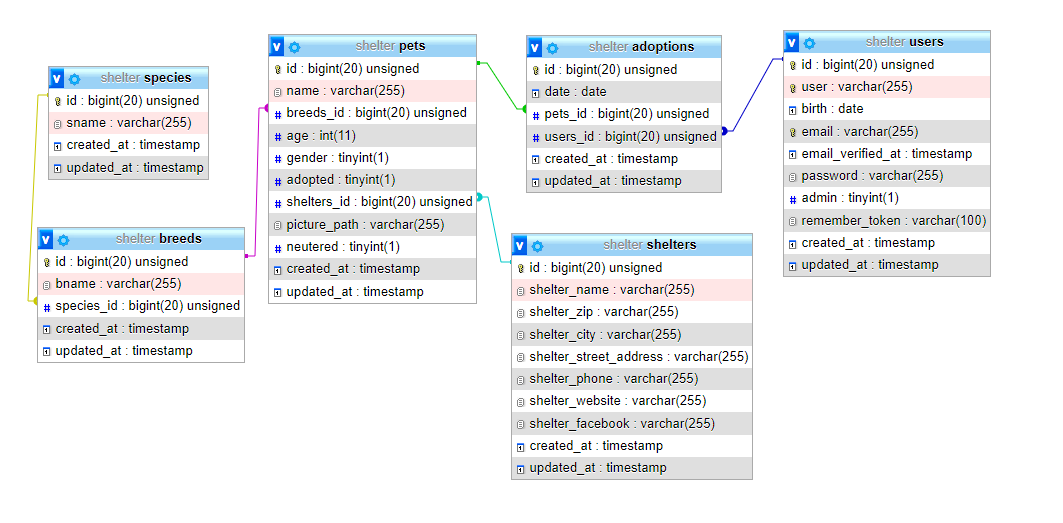 shelter species
id : bigint(20) unsigned
sname : varchar(255)
created_at : timestamp
updated_at : timestamp
shelter breeds
id : bigint(20) unsigned
bname : varchar(255)
species_id : bigint(20) unsigned
created_at : timestamp
updated_at : timestamp
shelter pets
id : bigint(20) unsigned
name : varchar(255)
breeds_id : bigint(20) unsigned
age : int(11)
gender : tinyint(1)
adopted : tinyint(1)
shelters_id : bigint(20) unsigned
picture_path : varchar(255)
neutered : tinyint(1)
created_at : timestamp
updated_at : timestamp
shelter adoptions
id : bigint(20) unsigned
date : date
pets_id : bigint(20) unsigned
users_id : bigint(20) unsigned
created_at : timestamp
updated_at : timestamp
shelter shelters
id : bigint(20) unsigned
shelter_name : varchar(255)
shelter_zip : varchar(255)
shelter_city : varchar(255)
shelter_street_address : varchar(255)
shelter_phone : varchar(255)
shelter_website : varchar(255)
shelter_facebook : varchar(255)
created_at : timestamp
updated_at : timestamp
shelter users
id : bigint(20) unsigned
user : varchar(255)
birth : date
email : varchar(255)
email_verified_at : timestamp
password : varchar(255)
admin : tinyint(1)
remember_token : varchar(100)
created_at : timestamp
updated_at : timestamp